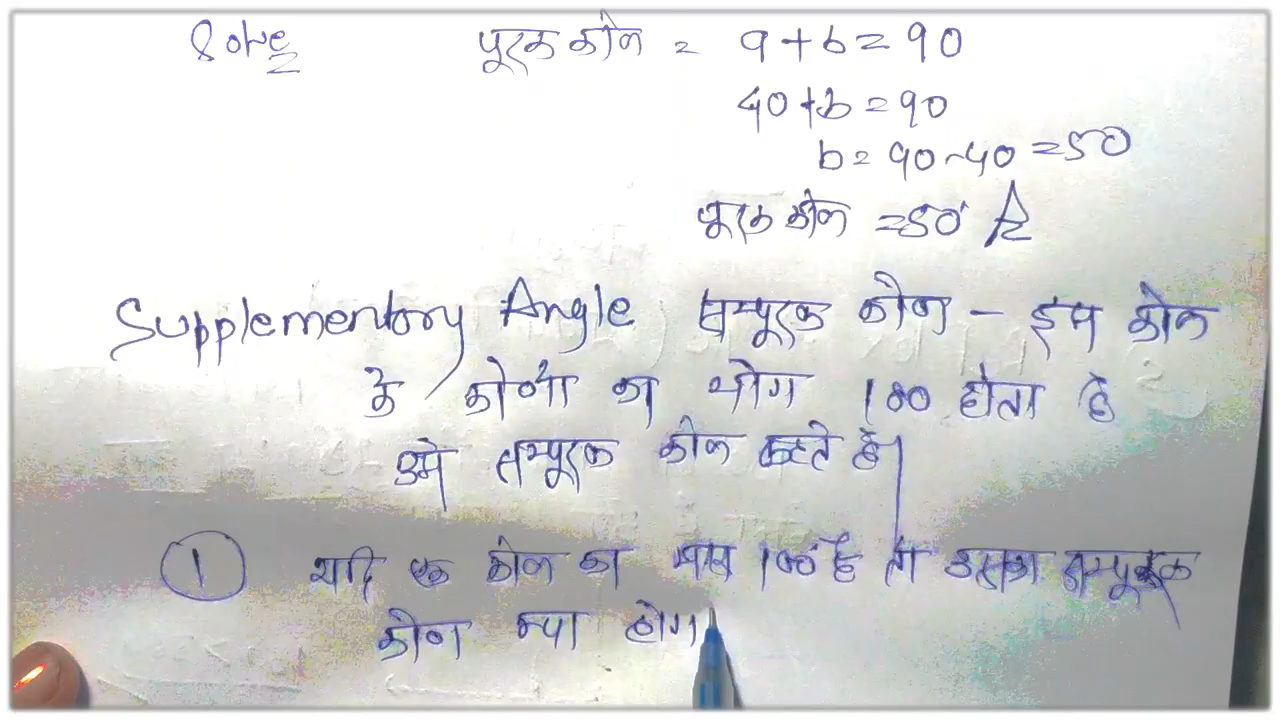 Solve पूरक कोण = a+b=90
40+b=90
b=90-40=50
पूरक कोण =50°
Supplementory Angle सम्पूरक कोण - इस कोण
के कोणों का योग 180 होता है
उसे सम्पूरक कोण कहते हैं।
1 यदि एक कोण का माप 100° है तो उसका सम्पूरक
कोण क्या होगा